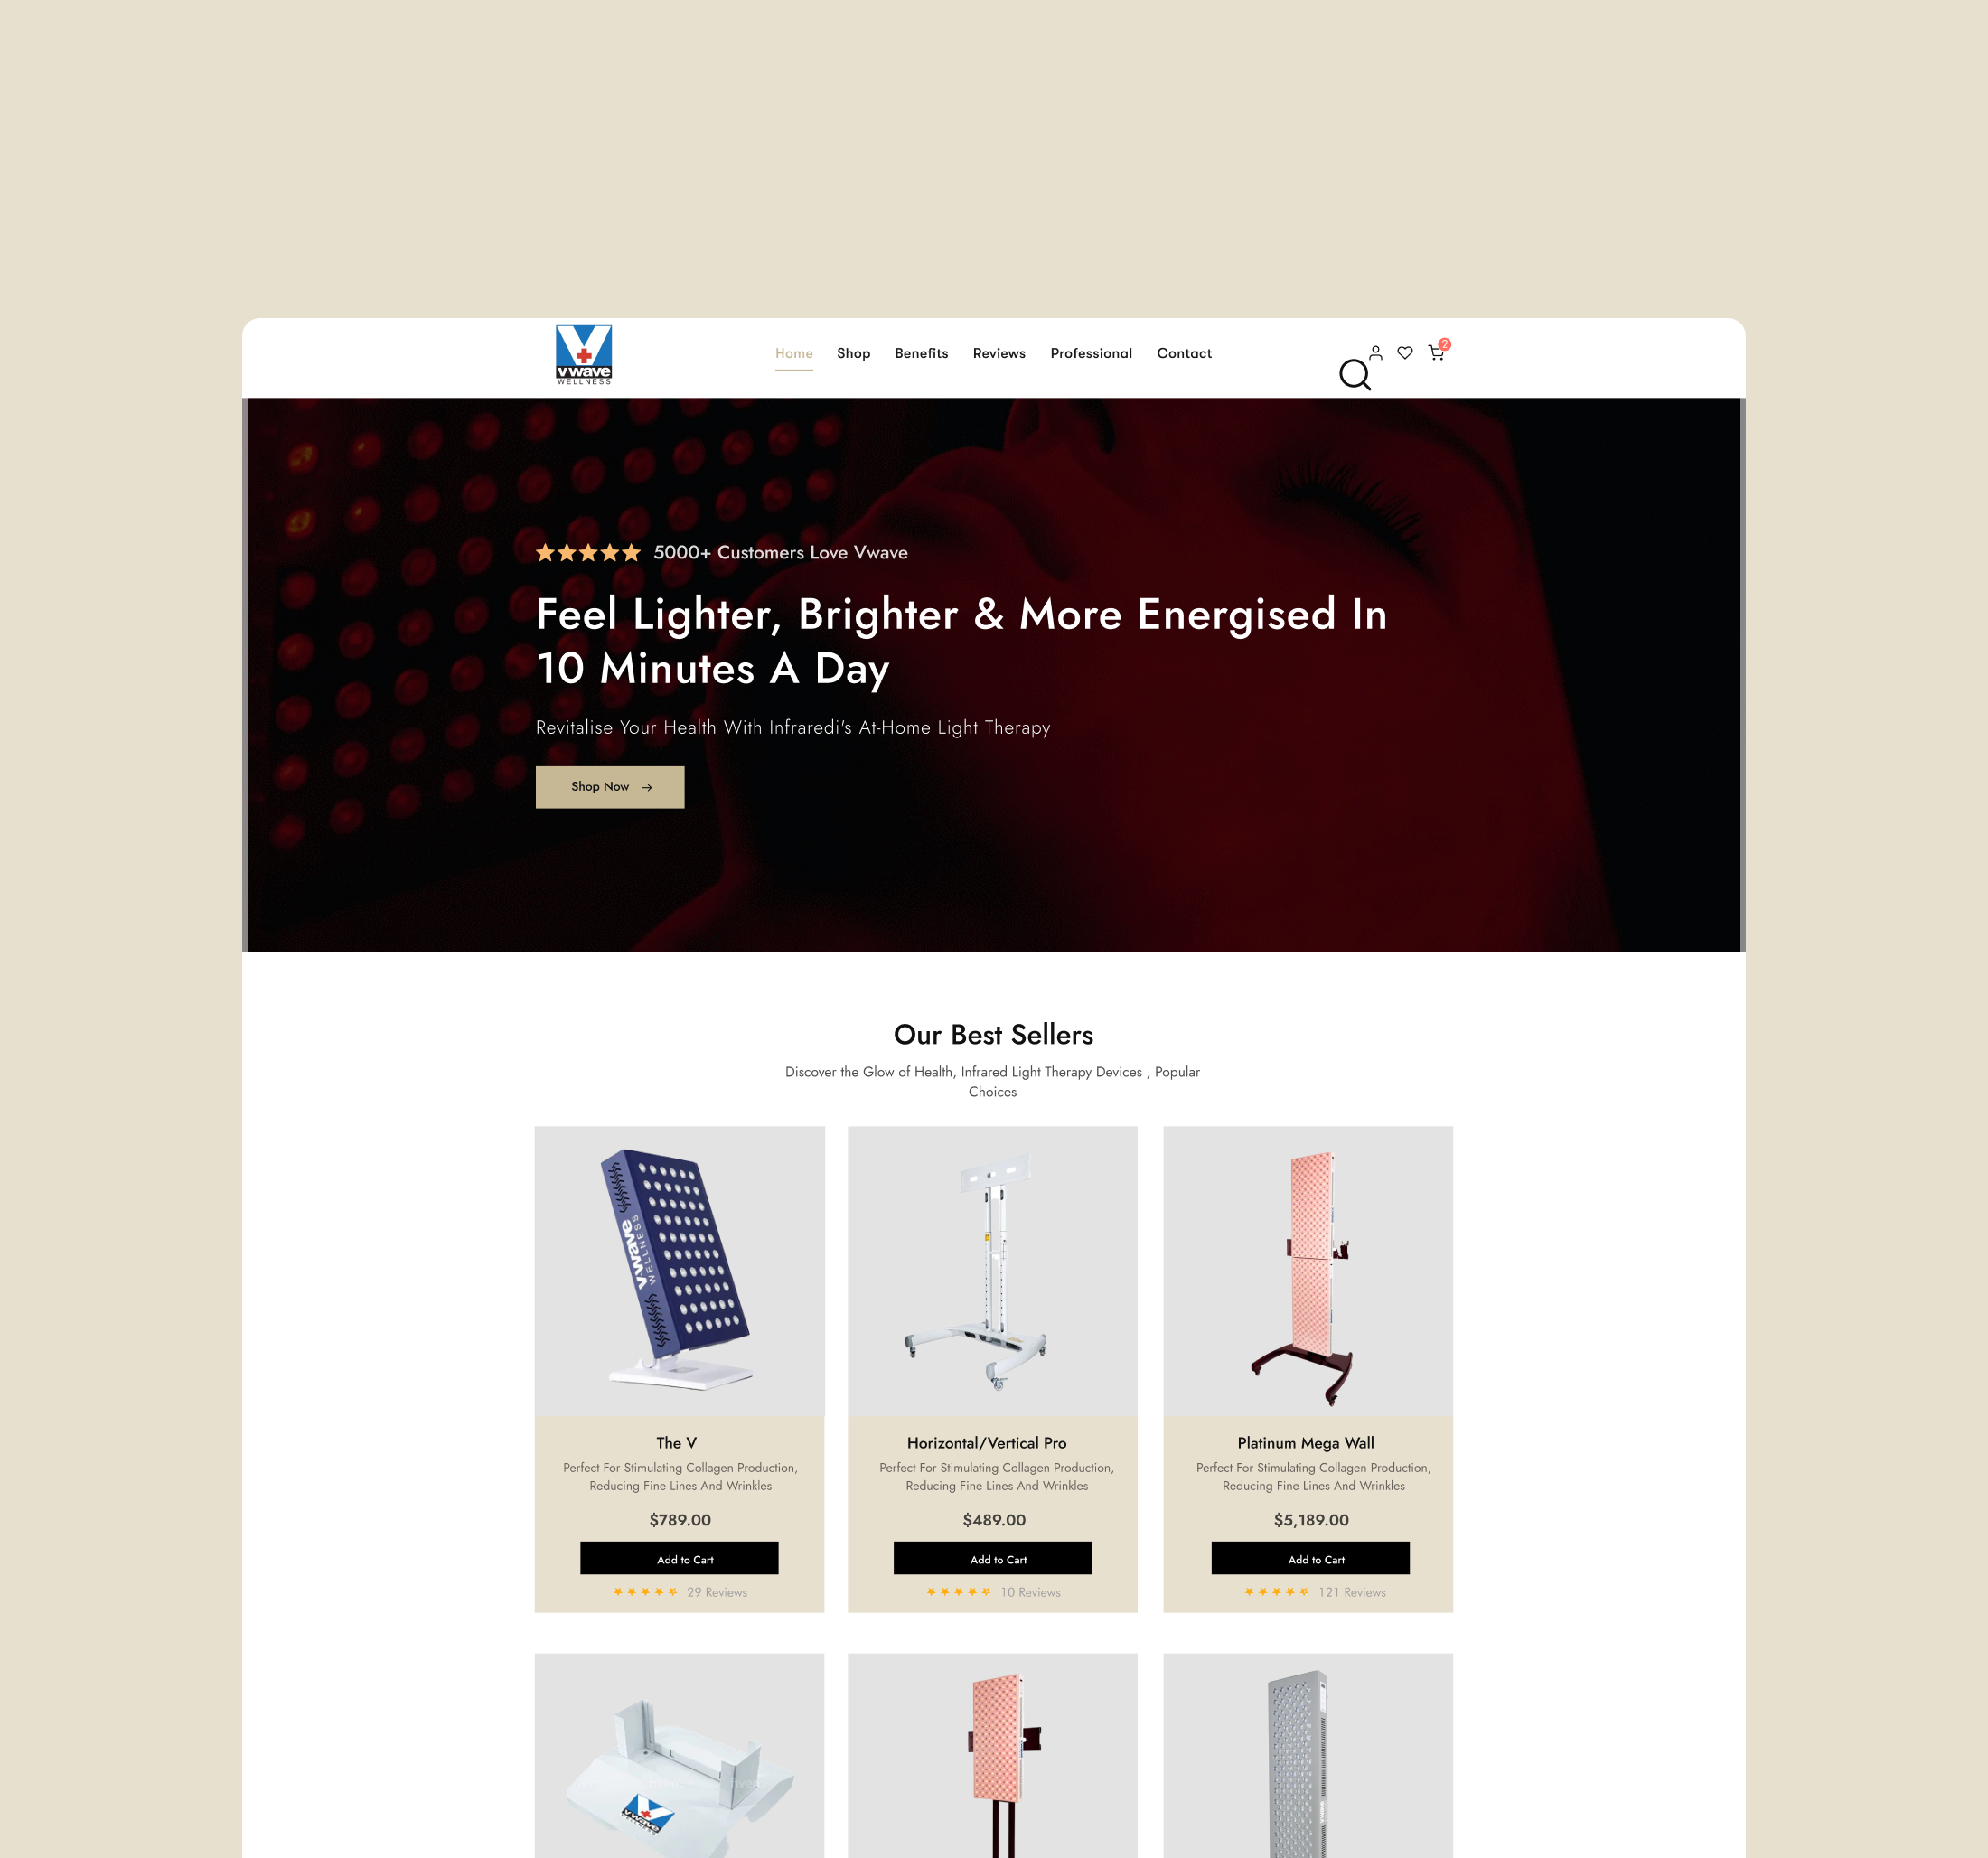 vwave
WELLNESS
Home Shop Benefits Reviews Professional Contact
2
5000+ Customers Love Vwave
Feel Lighter, Brighter & More Energised In
10 Minutes A Day
Revitalise Your Health With Infraredi's At-Home Light Therapy
Shop Now →
Our Best Sellers
Discover the Glow of Health, Infrared Light Therapy Devices , Popular
Choices
vwave
WELLNESS
The V
Perfect For Stimulating Collagen Production,
Reducing Fine Lines And Wrinkles
$789.00
Add to Cart
29 Reviews
Horizontal/Vertical Pro
Perfect For Stimulating Collagen Production,
Reducing Fine Lines And Wrinkles
$489.00
Add to Cart
10 Reviews
Platinum Mega Wall
Perfect For Stimulating Collagen Production,
Reducing Fine Lines And Wrinkles
$5,189.00
Add to Cart
121 Reviews
vwave